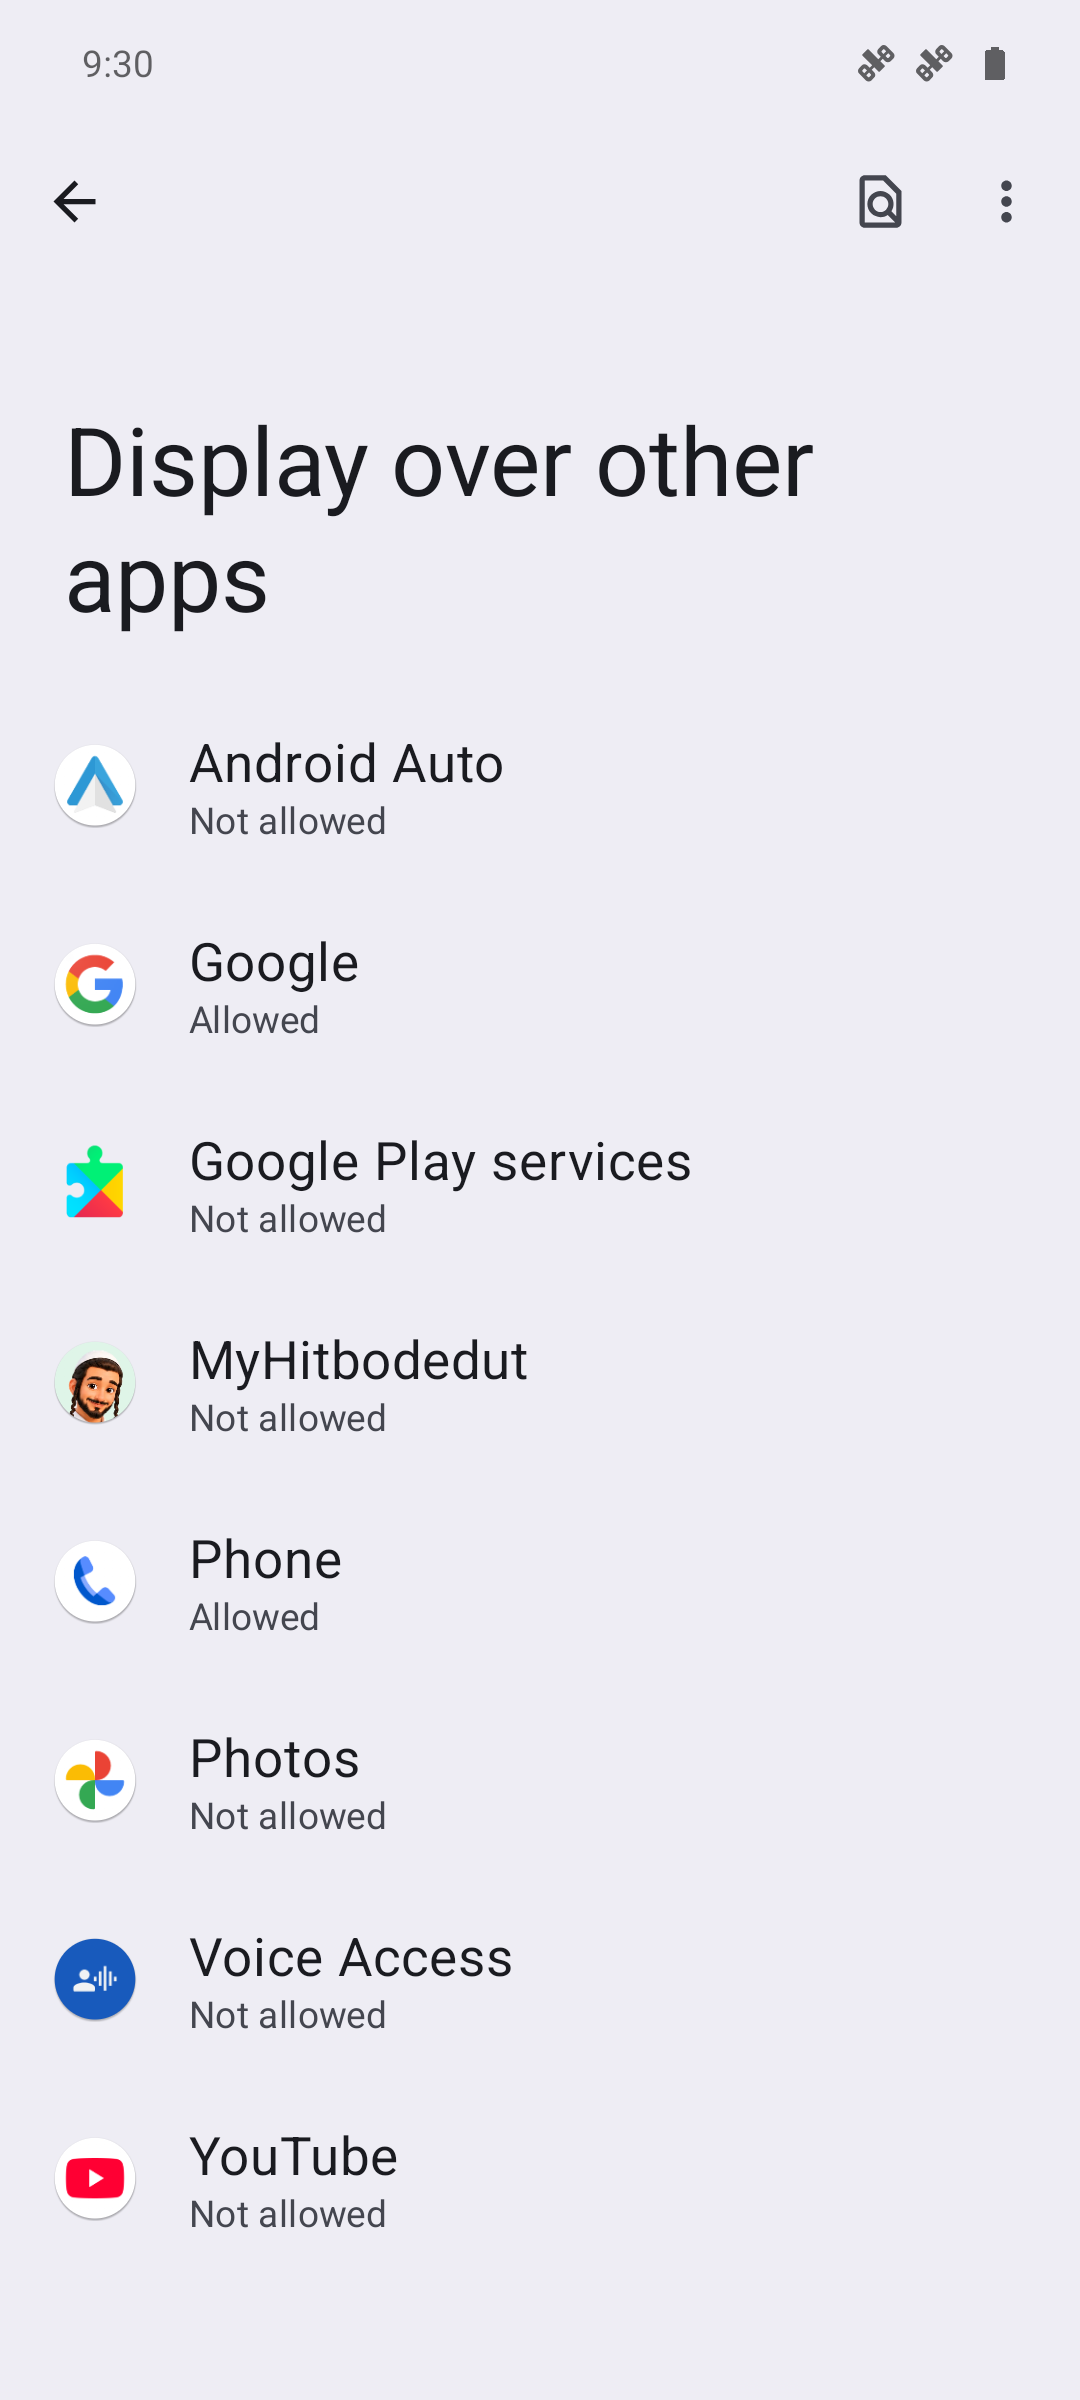 9:30
Display over other
apps
Android Auto
Not allowed
Google
Allowed
Google Play services
Not allowed
MyHitbodedut
Not allowed
Phone
Allowed
Photos
Not allowed
Voice Access
Not allowed
YouTube
Not allowed